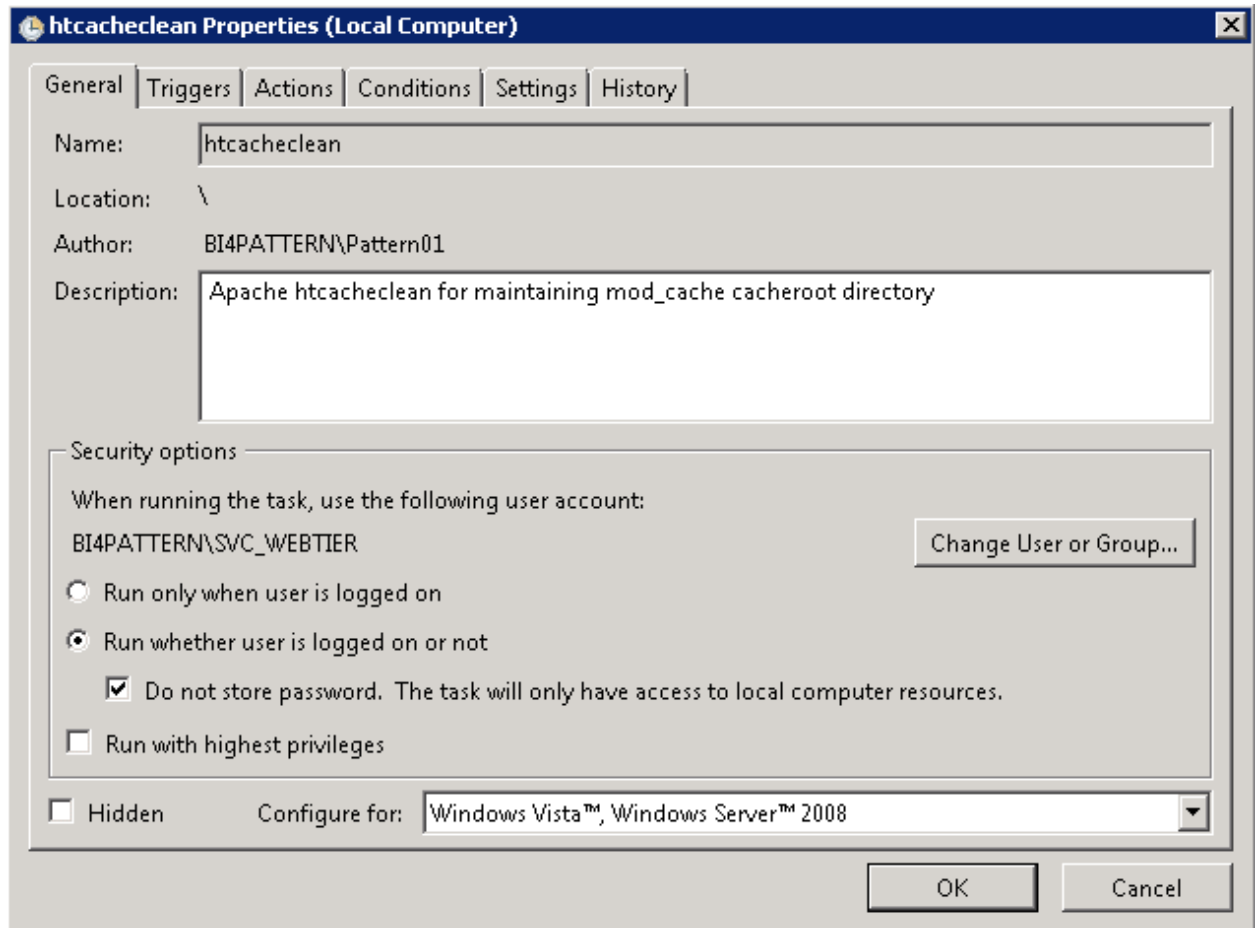 htcacheclean Properties (Local Computer)
General Triggers Actions Conditions Settings History
Name: htcacheclean
Location: \
Author: BI4PATTERN\Pattern01
Description: Apache htcacheclean for maintaining mod_cache cacheroot directory
Security options
When running the task, use the following user account:
BI4PATTERN\SVC_WEBTIER Change User or Group...
Run only when user is logged on
Run whether user is logged on or not
Do not store password. The task will only have access to local computer resources.
Run with highest privileges
Hidden Configure for: Windows Vista™, Windows Server™ 2008
OK Cancel